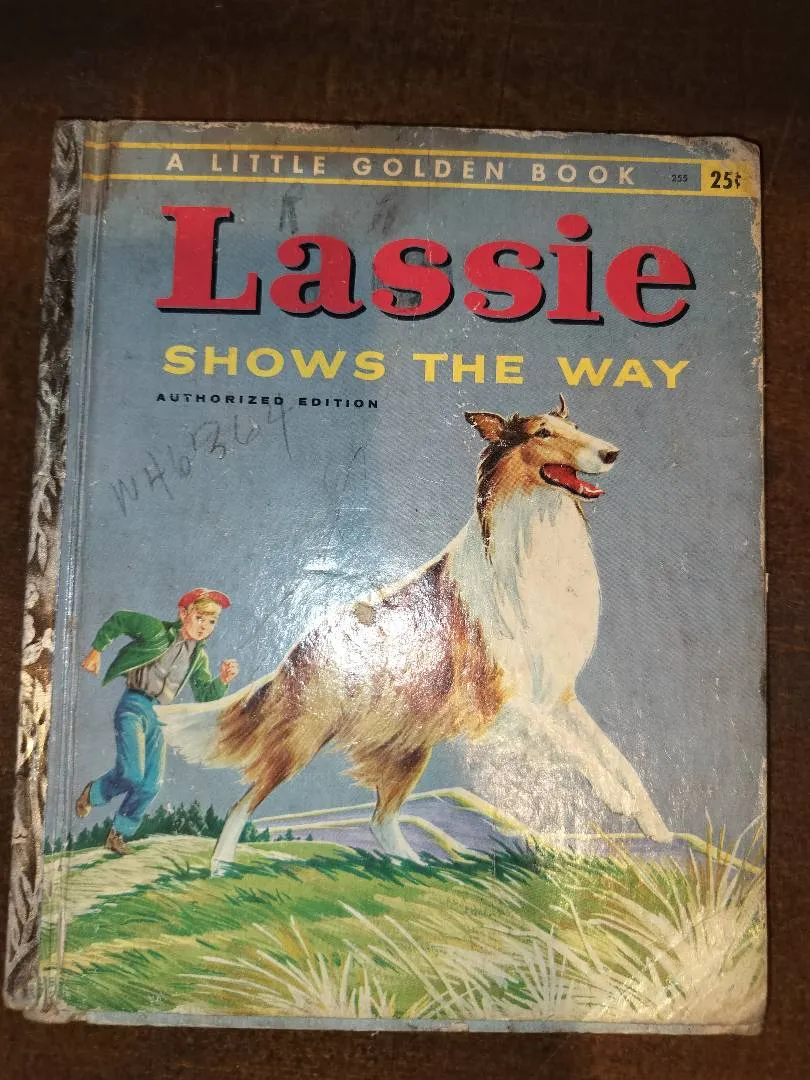 A LITTLE GOLDEN BOOK 255 25¢
Lassie
SHOWS THE WAY
AUTHORIZED EDITION